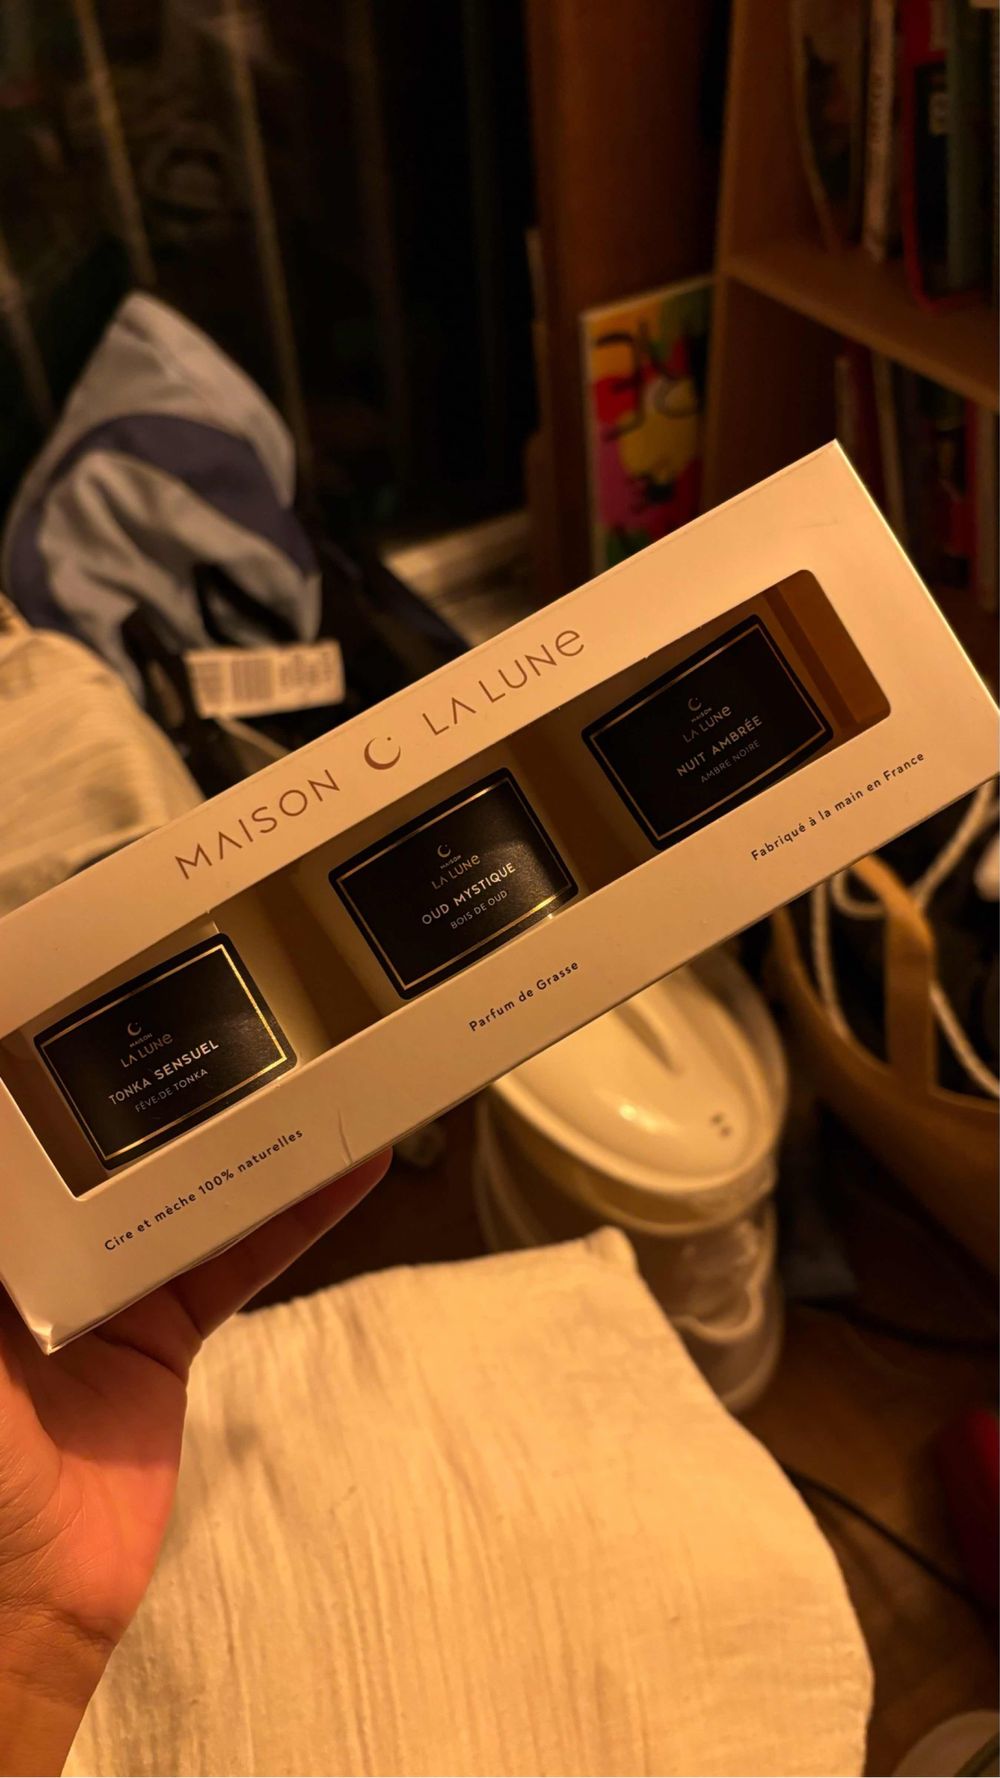 MAISON LA LUNE
MAISON
LA LUNE
TONKA SENSUEL
FÈVE DE TONKA
MAISON
LA LUNE
OUD MYSTIQUE
BOIS DE OUD
MAISON
LA LUNE
NUIT AMBRÉE
AMBRE NOIRE
Cire et mèche 100% naturelles
Parfum de Grasse
Fabriqué à la main en France